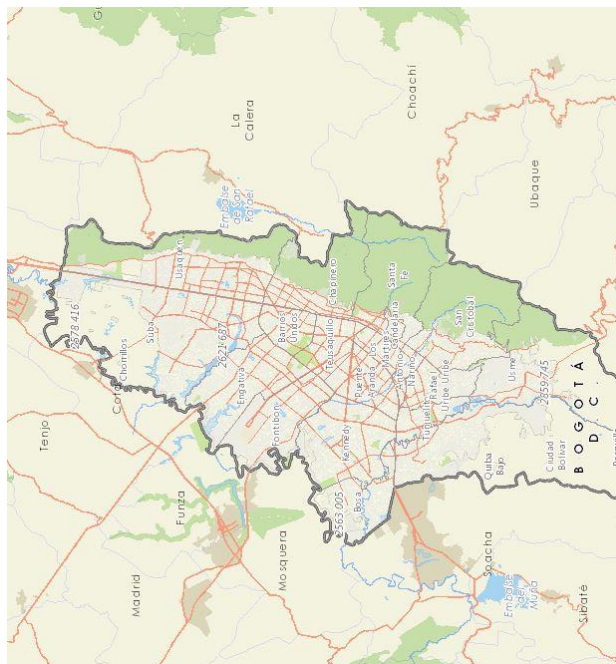 La
Calera
Choachí
Ubaque
Embalse
de San
Rafael
2578.416
Usaquén
Suba
Chorrillos
Cota
Tenjo
2621.687
Barrios
Unidos
Chapinero
Santa
Fe
Engativá
Teusaquillo
Candelaria
San
Cristóbal
Los
Mártires
Antonio
Nariño
Puente
Aranda
Rafael
Uribe Uribe
Tunjuelito
Usme
2859.745
Fontibón
Kennedy
Funza
Madrid
Mosquera
2563.005
Bosa
Quiba
Bajo
Ciudad
Bolívar
BOGOTÁ
D.C.
Soacha
Embalse
del
Muña
Sibaté